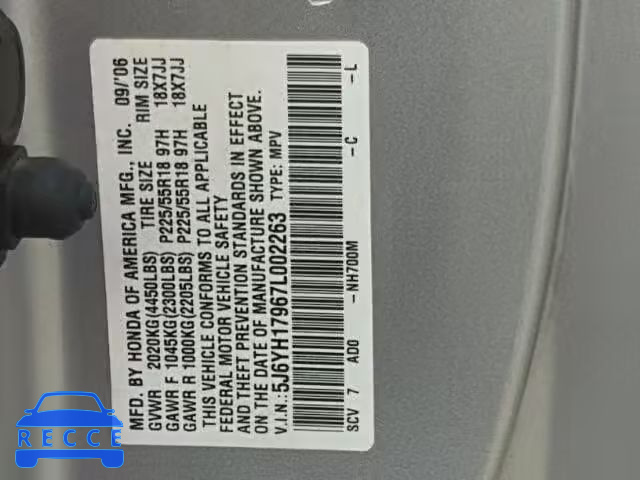 MFD. BY HONDA OF AMERICA MFG., INC. 09/'06
GVWR 2020KG(4450LBS) TIRE SIZE RIM SIZE
GAWR F 1045KG(2300LBS) P225/55R18 97H 18X7JJ
GAWR R 1000KG(2205LBS) P225/55R18 97H 18X7JJ
THIS VEHICLE CONFORMS TO ALL APPLICABLE
FEDERAL MOTOR VEHICLE SAFETY
AND THEFT PREVENTION STANDARDS IN EFFECT
ON THE DATE OF MANUFACTURE SHOWN ABOVE.
V.I.N.: 5J6YH17967L002263 TYPE: MPV
SCV 7 AD0 -NH700M -C -L
RECCE